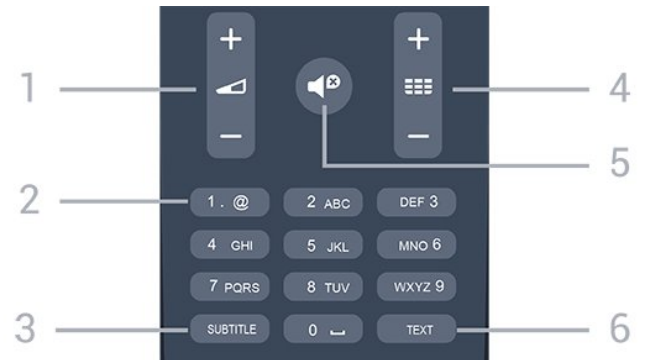 + +
1 4
- -
5
2 1 . @ 2 ABC DEF 3
4 GHI 5 JKL MNO 6
7 PQRS 8 TUV WXYZ 9
3 SUBTITLE 0 ⎵ TEXT 6